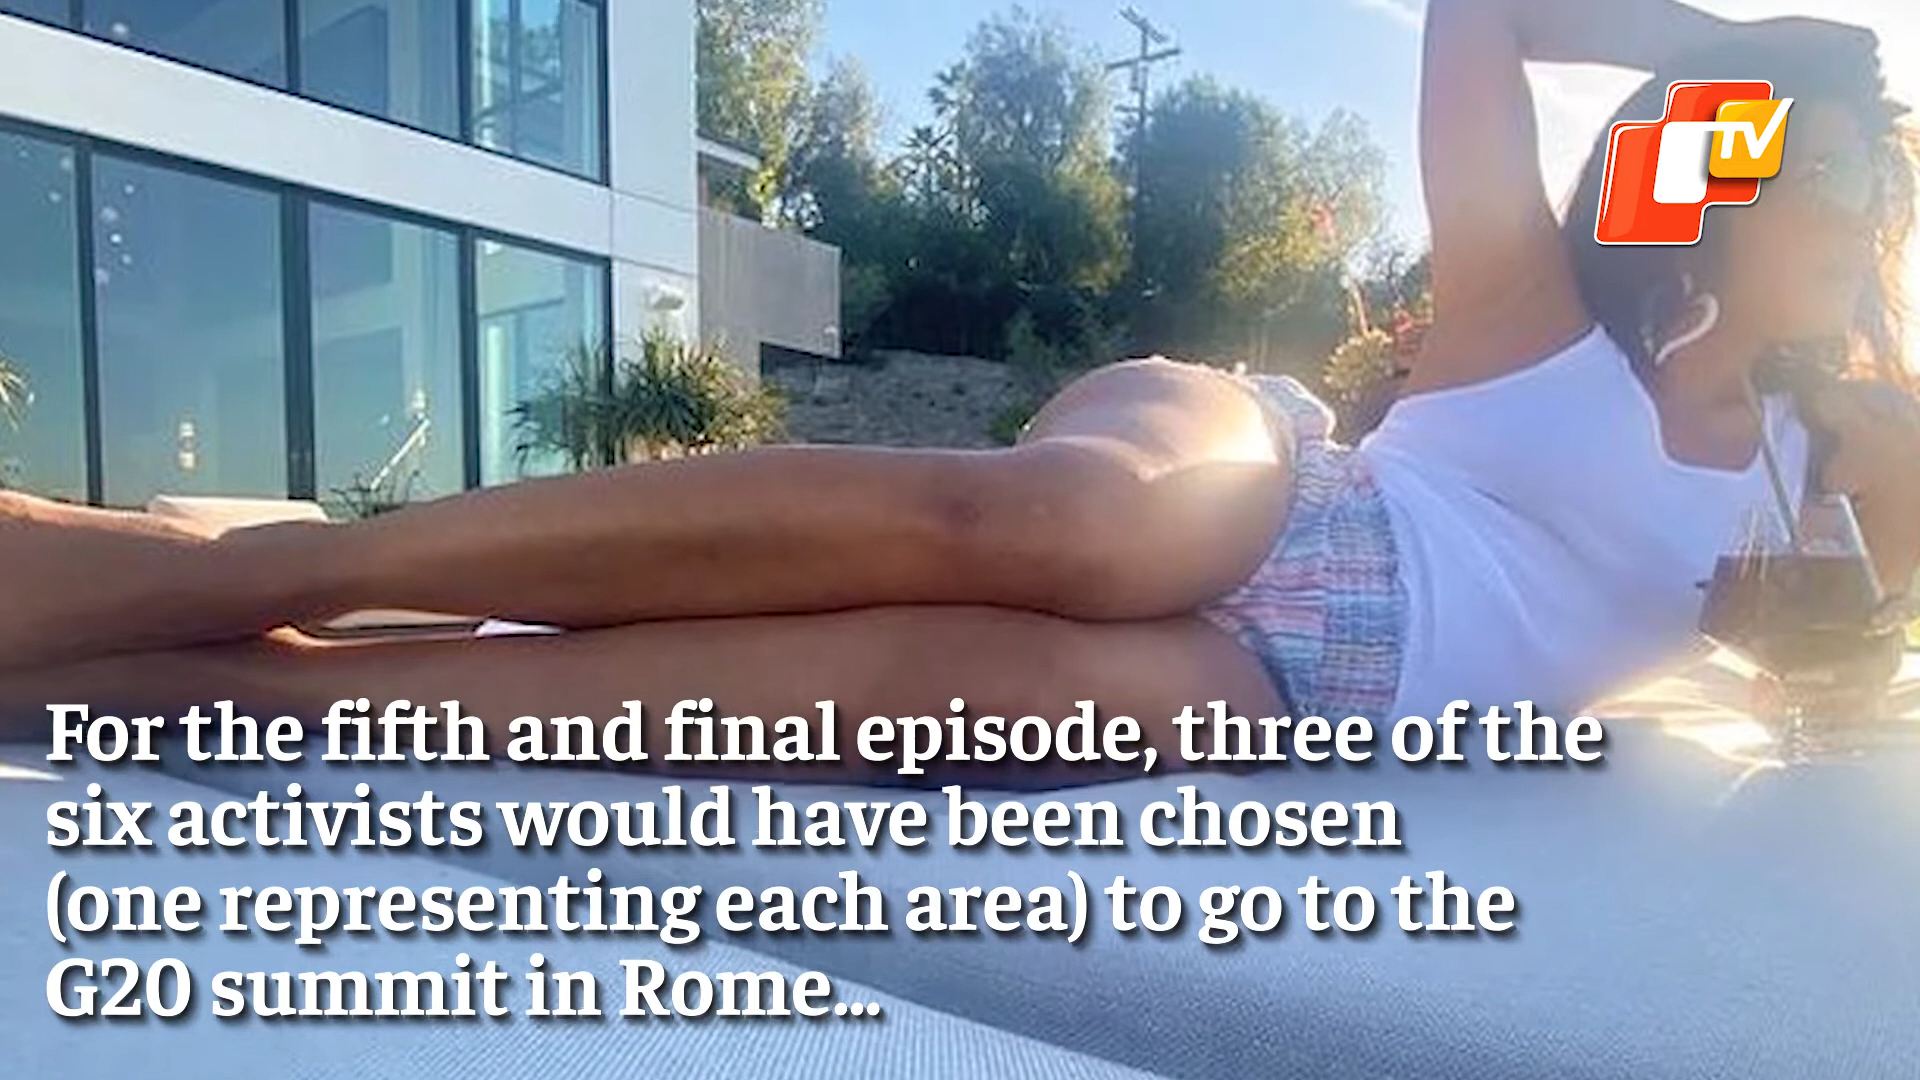 TV
For the fifth and final episode, three of the
six activists would have been chosen
(one representing each area) to go to the
G20 summit in Rome...